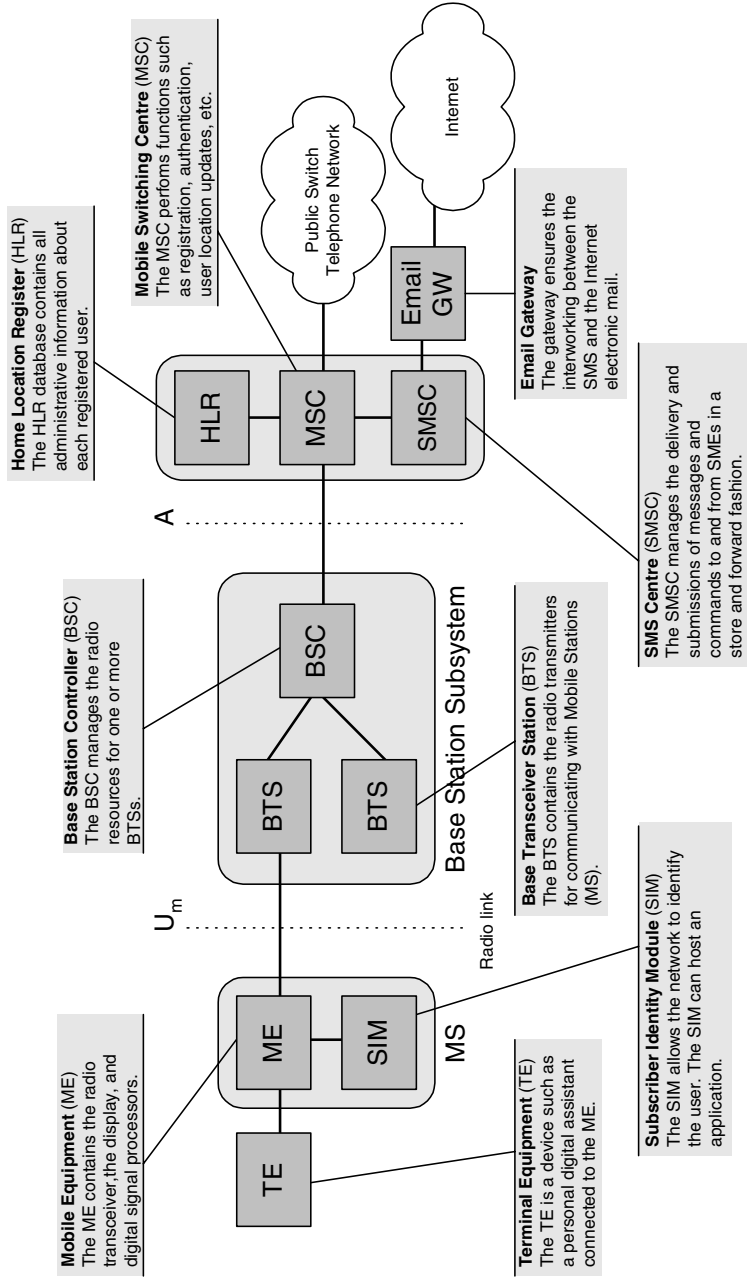 Mobile Equipment (ME)
The ME contains the radio
transceiver,the display, and
digital signal processors.
Base Station Controller (BSC)
The BSC manages the radio
resources for one or more
BTSs.
Home Location Register (HLR)
The HLR database contains all
administrative information about
each registered user.
Mobile Switching Centre (MSC)
The MSC perfoms functions such
as registration, authentication,
user location updates, etc.
Um
A
TE
ME
SIM
MS
Radio link
BTS
BTS
BSC
Base Station Subsystem
HLR
MSC
SMSC
Email
GW
Public Switch
Telephone Network
Internet
Terminal Equipment (TE)
The TE is a device such as
a personal digital assistant
connected to the ME.
Base Transceiver Station (BTS)
The BTS contains the radio transmitters
for communicating with Mobile Stations
(MS).
Email Gateway
The gateway ensures the
interworking between the
SMS and the Internet
electronic mail.
Subscriber Identity Module (SIM)
The SIM allows the network to identify
the user. The SIM can host an
application.
SMS Centre (SMSC)
The SMSC manages the delivery and
submissions of messages and
commands to and from SMEs in a
store and forward fashion.